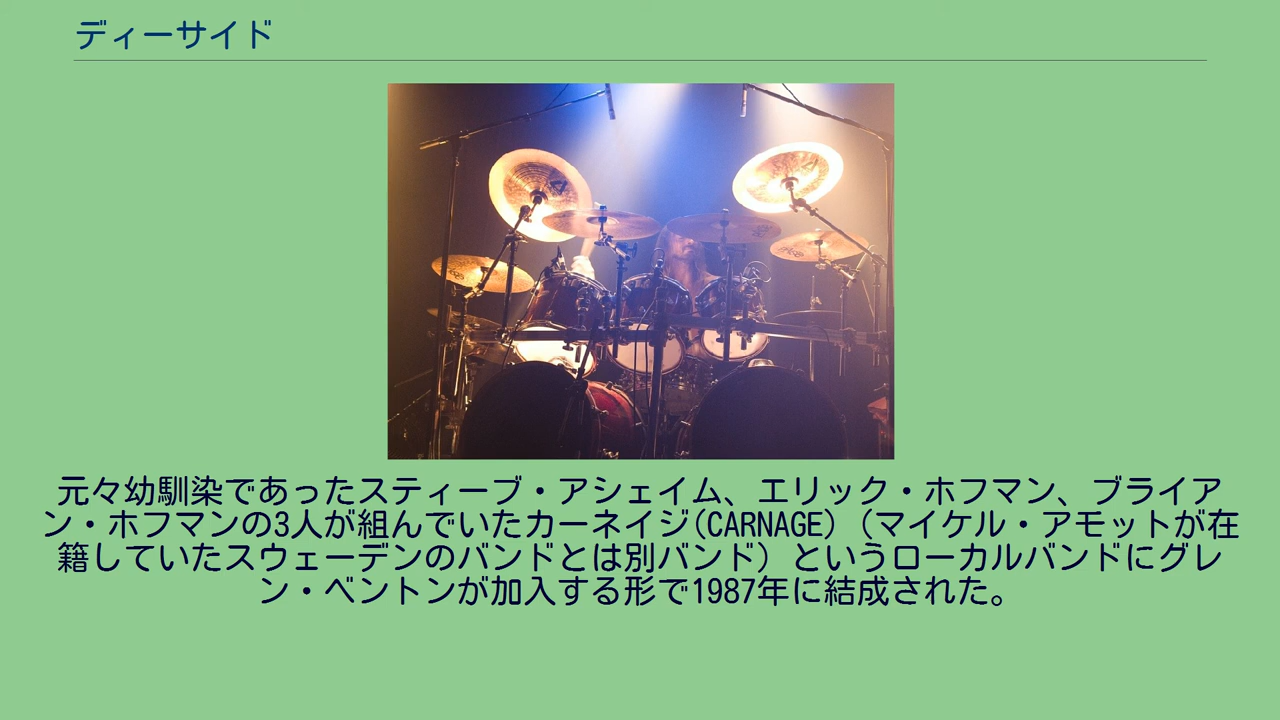 ディーサイド
元々幼馴染であったスティーブ・アシェイム、エリック・ホフマン、ブライア
ン・ホフマンの3人が組んでいたカーネイジ(CARNAGE)（マイケル・アモットが在
籍していたスウェーデンのバンドとは別バンド）というローカルバンドにグレ
ン・ベントンが加入する形で1987年に結成された。